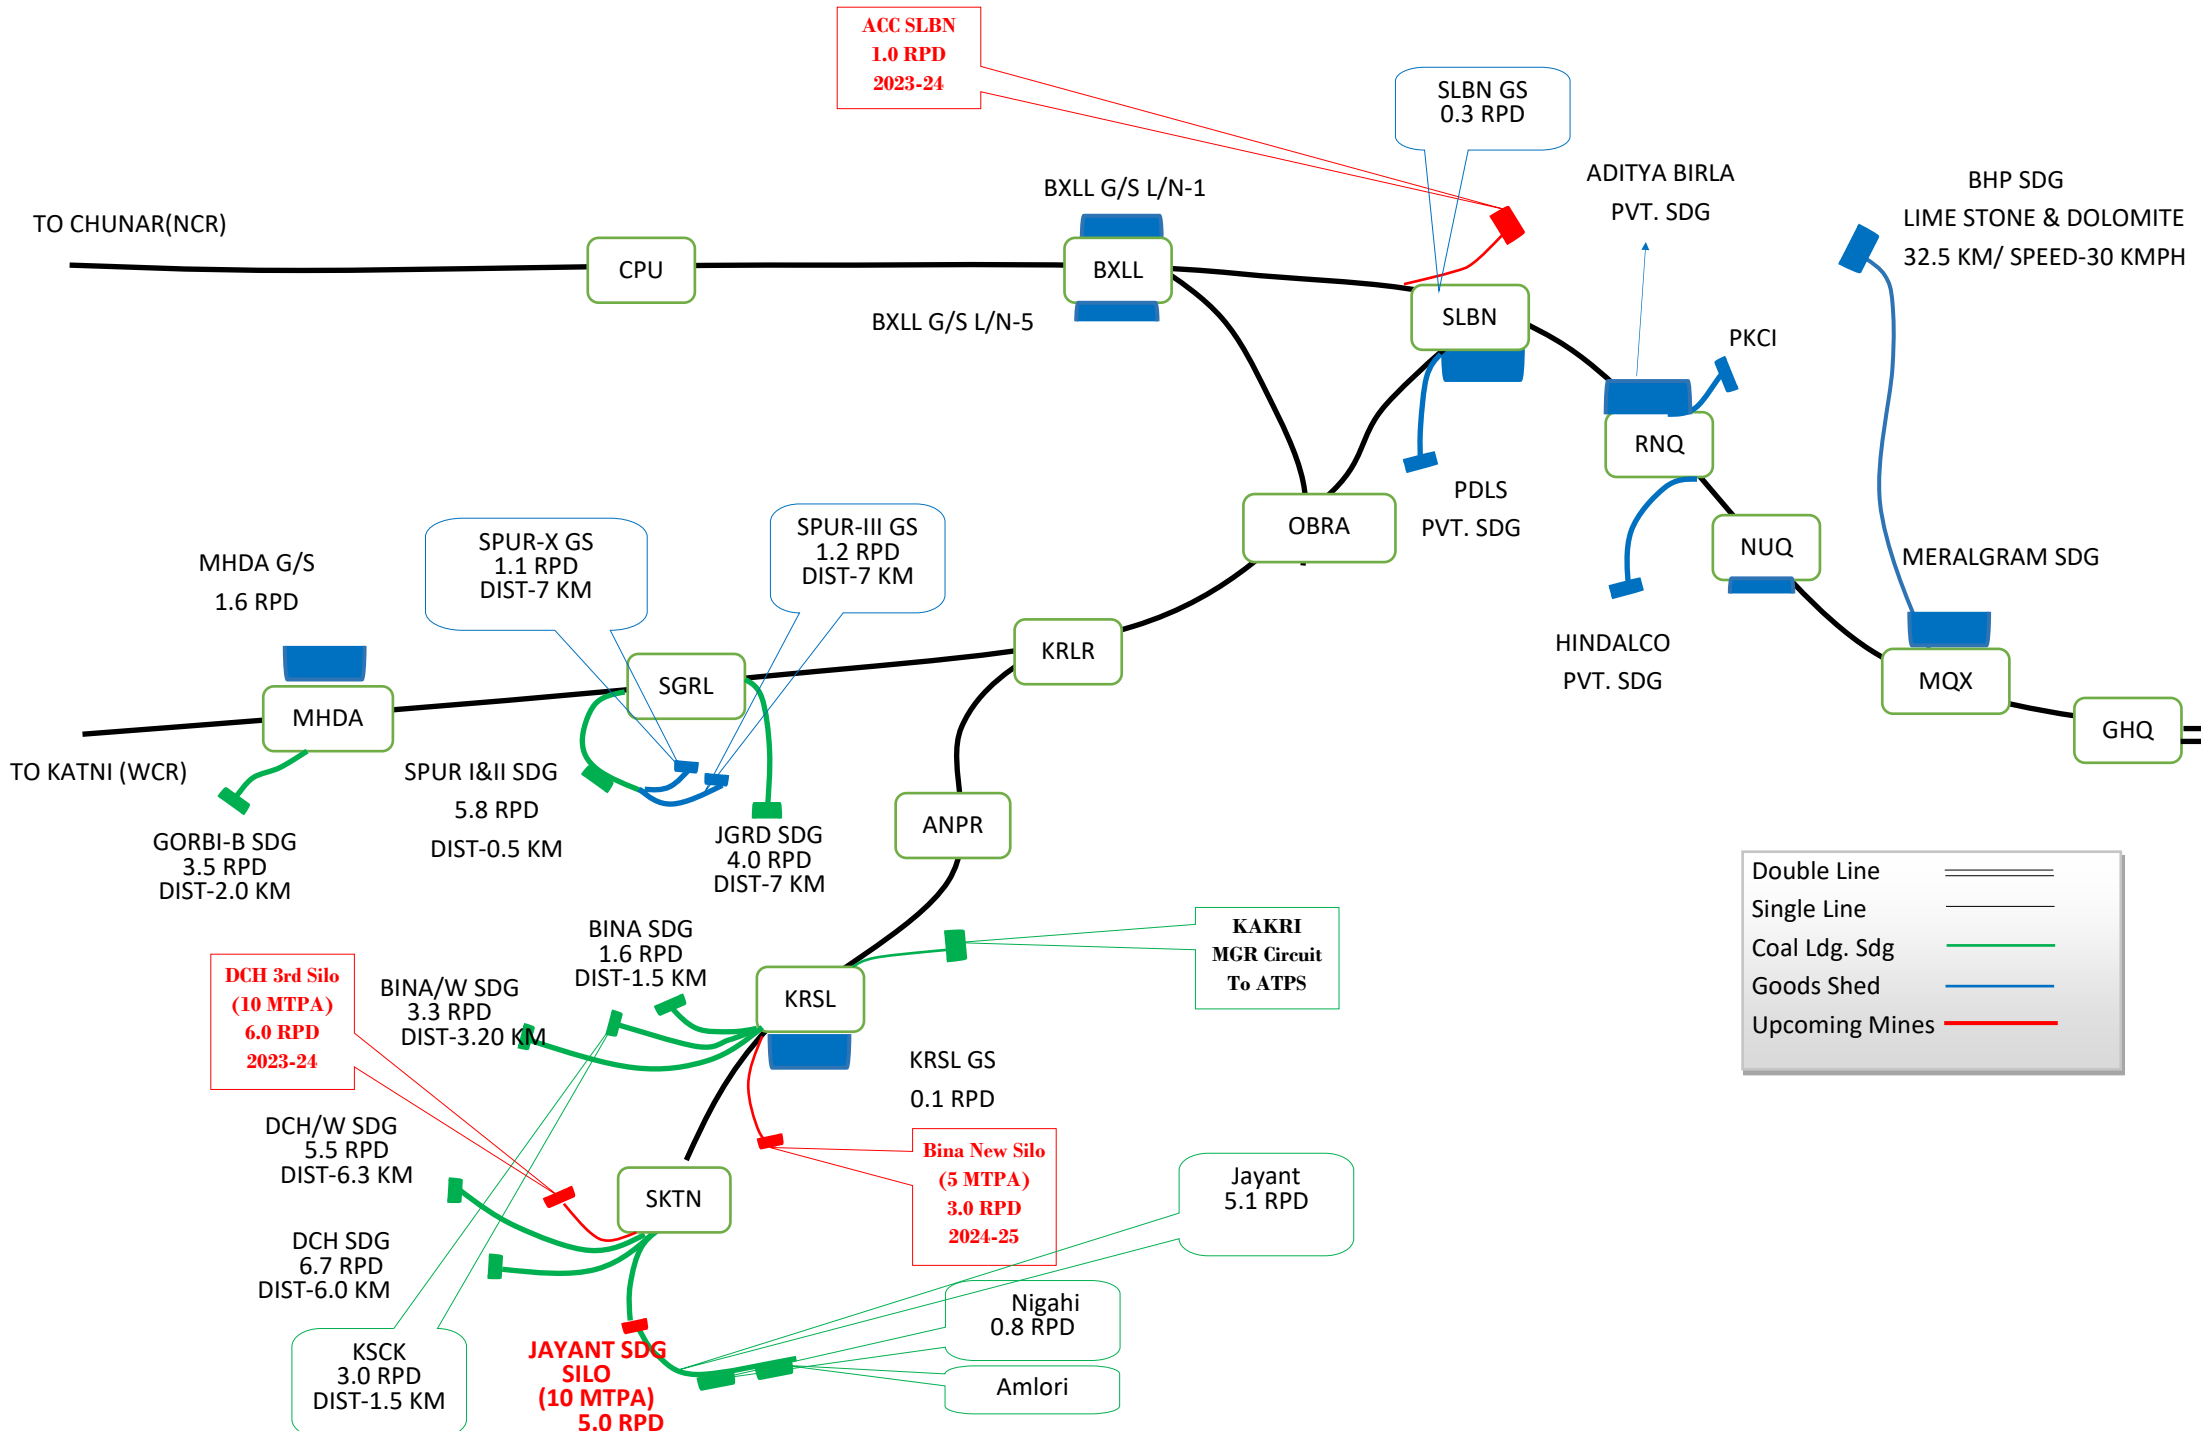 ACC SLBN
1.0 RPD
2023-24
SLBN GS
0.3 RPD
ADITYA BIRLA
PVT. SDG
BHP SDG
LIME STONE & DOLOMITE
32.5 KM/ SPEED-30 KMPH
TO CHUNAR(NCR)
BXLL G/S L/N-1
CPU
BXLL
BXLL G/S L/N-5
SLBN
PKCI
RNQ
PDLS
PVT. SDG
OBRA
NUQ
MERALGRAM SDG
SPUR-X GS
1.1 RPD
DIST-7 KM
SPUR-III GS
1.2 RPD
DIST-7 KM
MHDA G/S
1.6 RPD
HINDALCO
PVT. SDG
KRLR
SGRL
MHDA
MQX
GHQ
TO KATNI (WCR)
SPUR I&II SDG
5.8 RPD
DIST-0.5 KM
GORBI-B SDG
3.5 RPD
DIST-2.0 KM
JGRD SDG
4.0 RPD
DIST-7 KM
ANPR
Double Line
Single Line
Coal Ldg. Sdg
Goods Shed
Upcoming Mines
KAKRI
MGR Circuit
To ATPS
BINA SDG
1.6 RPD
DIST-1.5 KM
KRSL
DCH 3rd Silo
(10 MTPA)
6.0 RPD
2023-24
BINA/W SDG
3.3 RPD
DIST-3.20 KM
KRSL GS
0.1 RPD
DCH/W SDG
5.5 RPD
DIST-6.3 KM
Bina New Silo
(5 MTPA)
3.0 RPD
2024-25
SKTN
Jayant
5.1 RPD
DCH SDG
6.7 RPD
DIST-6.0 KM
Nigahi
0.8 RPD
KSCK
3.0 RPD
DIST-1.5 KM
JAYANT SDG
SILO
(10 MTPA)
5.0 RPD
Amlori